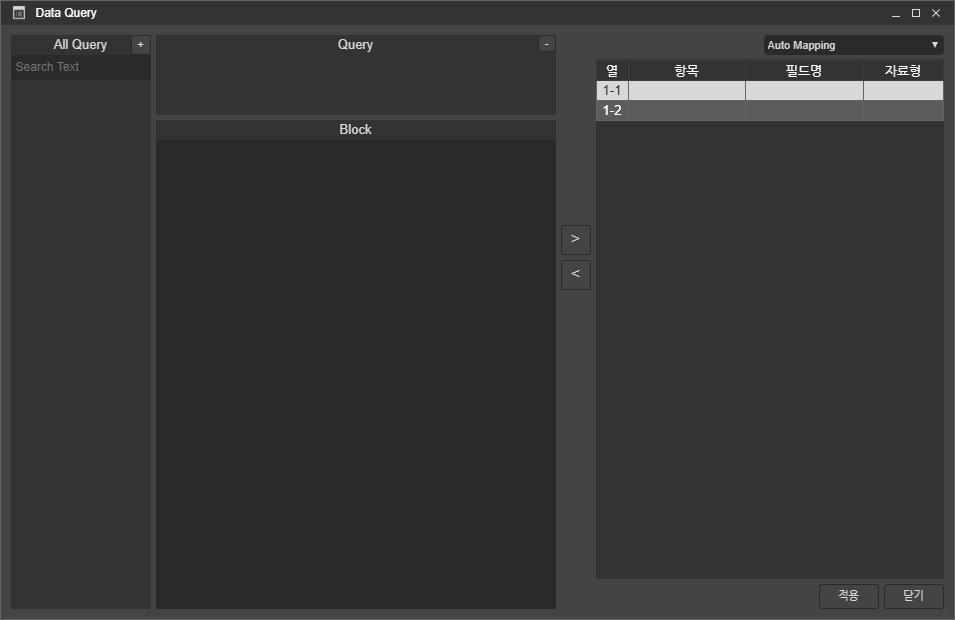 Data Query
All Query +
Search Text
Query -
Block
>
<
Auto Mapping ▼
열 항목 필드명 자료형
1-1
1-2
적용 닫기